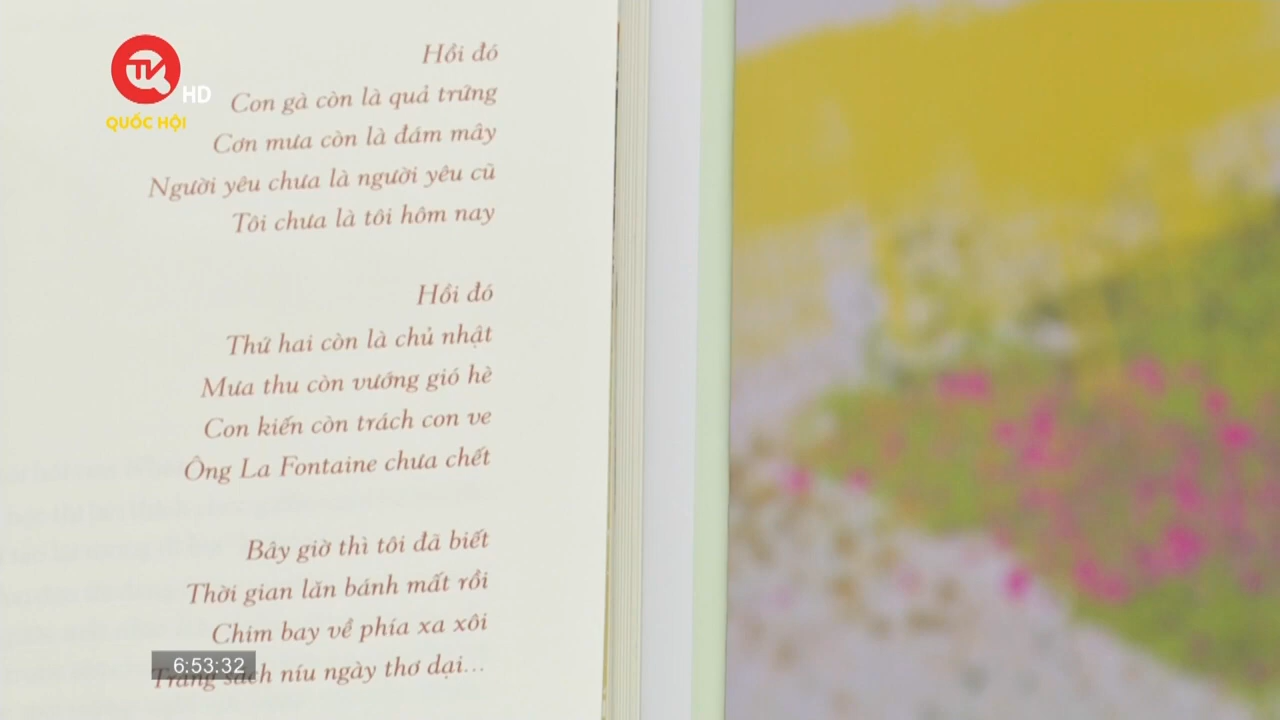 TV
HD
QUỐC HỘI
Hồi đó
Con gà còn là quả trứng
Cơn mưa còn là đám mây
Người yêu chưa là người yêu cũ
Tôi chưa là tôi hôm nay
Hồi đó
Thứ hai còn là chủ nhật
Mưa thu còn vướng gió hè
Con kiến còn trách con ve
Ông La Fontaine chưa chết
Bây giờ thì tôi đã biết
Thời gian lăn bánh mất rồi
Chim bay về phía xa xôi
Trang sách níu ngày thơ dại...
6:53:32